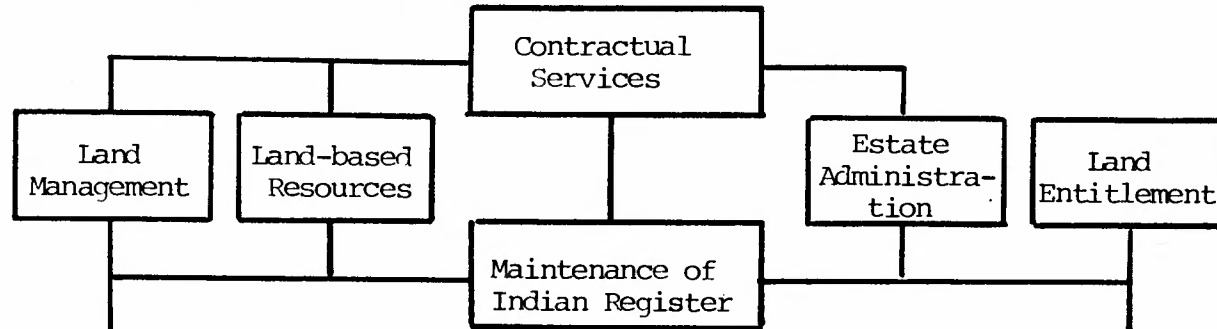 Contractual
Services
Land
Management
Land-based
Resources
Estate
Administra-
tion
Land
Entitlement
Maintenance of
Indian Register